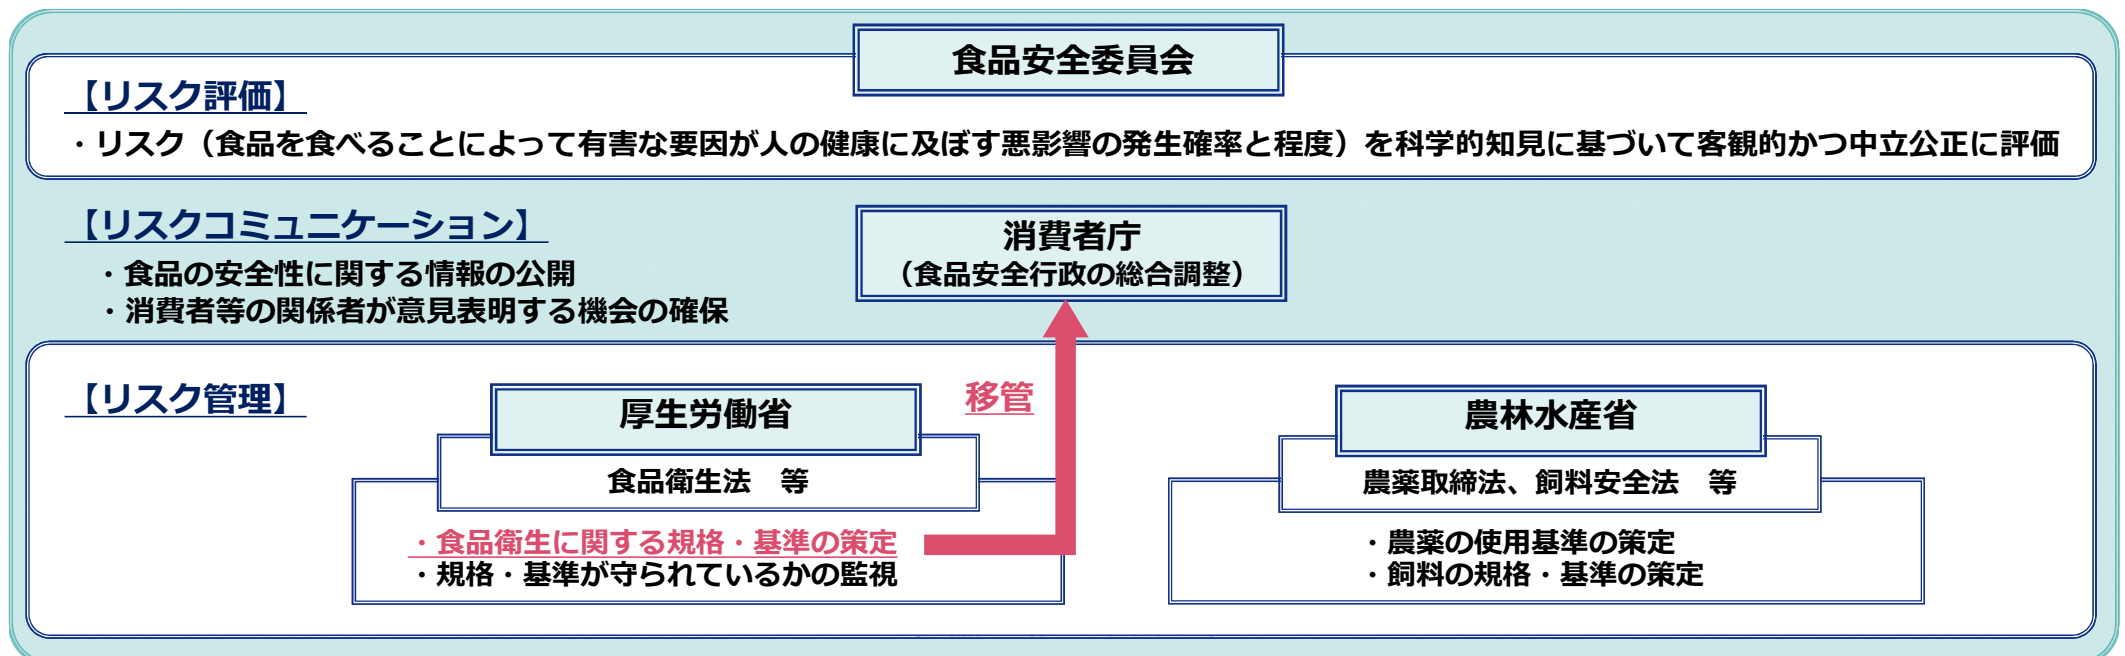 食品安全委員会
【リスク評価】
・リスク（食品を食べることによって有害な要因が人の健康に及ぼす悪影響の発生確率と程度）を科学的知見に基づいて客観的かつ中立公正に評価
【リスクコミュニケーション】
・食品の安全性に関する情報の公開
・消費者等の関係者が意見表明する機会の確保
消費者庁
（食品安全行政の総合調整）
【リスク管理】
移管
厚生労働省
食品衛生法　等
・食品衛生に関する規格・基準の策定
・規格・基準が守られているかの監視
農林水産省
農薬取締法、飼料安全法　等
・農薬の使用基準の策定
・飼料の規格・基準の策定